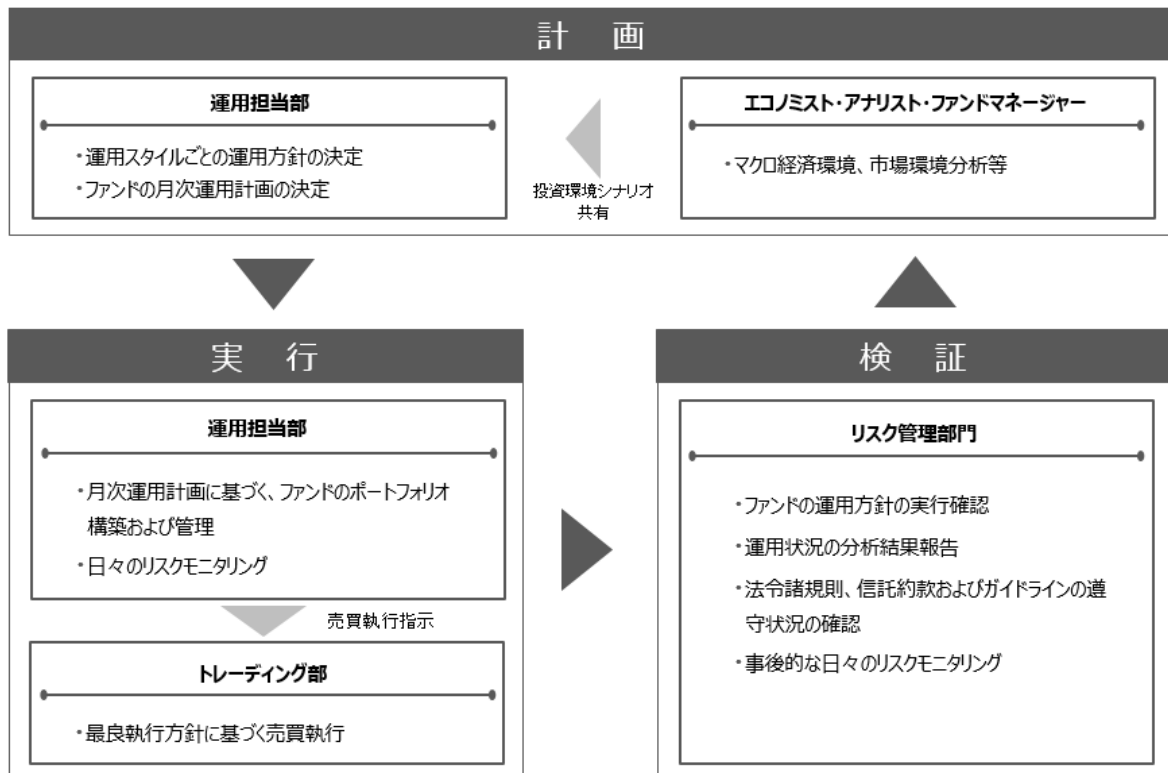 計 画
運用担当部
・運用スタイルごとの運用方針の決定
・ファンドの月次運用計画の決定
投資環境シナリオ
共有
エコノミスト・アナリスト・ファンドマネージャー
・マクロ経済環境、市場環境分析等
実 行
運用担当部
・月次運用計画に基づく、ファンドのポートフォリオ
構築および管理
・日々のリスクモニタリング
売買執行指示
トレーディング部
・最良執行方針に基づく売買執行
検 証
リスク管理部門
・ファンドの運用方針の実行確認
・運用状況の分析結果報告
・法令諸規則、信託約款およびガイドラインの遵
守状況の確認
・事後的な日々のリスクモニタリング